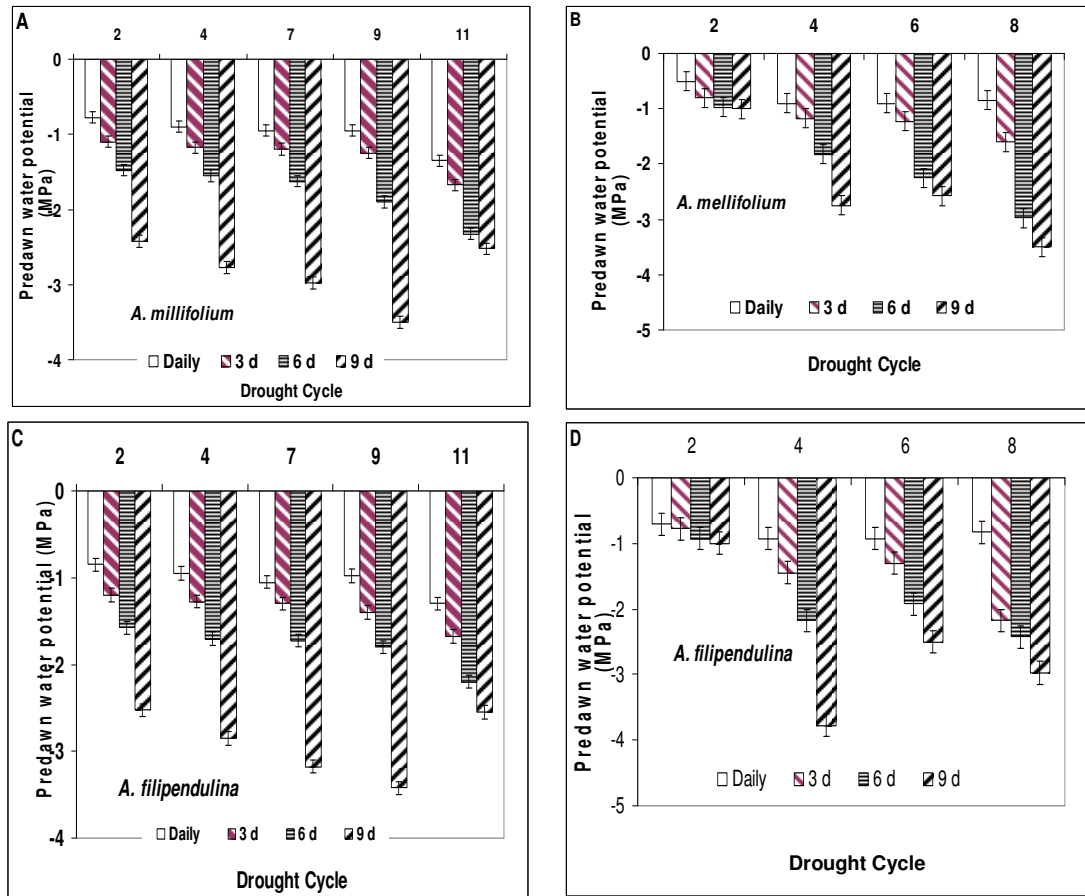 A
2 4 7 9 11
0
-1
-2
-3
-4
Predawn water potential
(MPa)
A. millifolium
Daily 3 d 6 d 9 d
Drought Cycle
B
2 4 6 8
0
-1
-2
-3
-4
-5
Predawn water potential
(MPa)
A. mellifolium
Daily 3 d 6 d 9 d
Drought Cycle
C
2 4 7 9 11
0
-1
-2
-3
-4
Predawn water potential (MPa)
A. filipendulina
Daily 3 d 6 d 9 d
Drought Cycle
D
2 4 6 8
0
-1
-2
-3
-4
-5
Predawn water potential
(MPa)
A. filipendulina
Daily 3 d 6 d 9 d
Drought Cycle